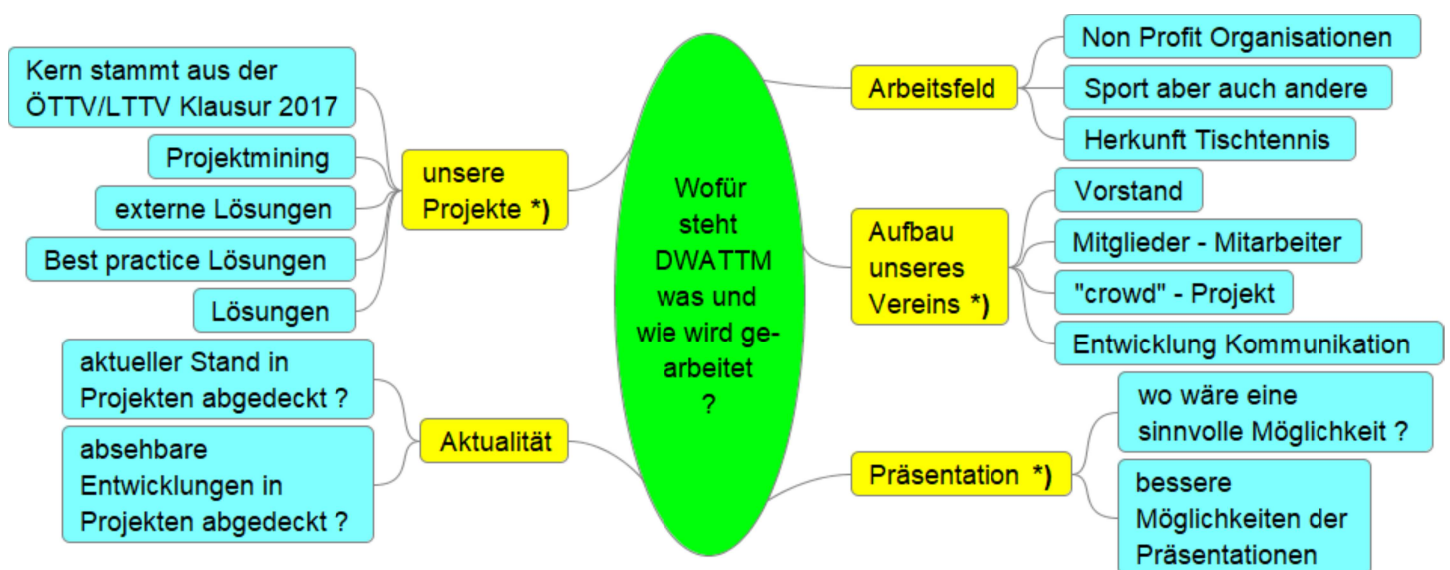 Kern stammt aus der
ÖTTV/LTTV Klausur 2017
Projektmining
externe Lösungen
Best practice Lösungen
Lösungen
unsere
Projekte *)
aktueller Stand in
Projekten abgedeckt ?
absehbare
Entwicklungen in
Projekten abgedeckt ?
Aktualität
Wofür
steht
DWATTM
was und
wie wird ge-
arbeitet
?
Arbeitsfeld
Non Profit Organisationen
Sport aber auch andere
Herkunft Tischtennis
Aufbau
unseres
Vereins *)
Vorstand
Mitglieder - Mitarbeiter
"crowd" - Projekt
Entwicklung Kommunikation
Präsentation *)
wo wäre eine
sinnvolle Möglichkeit ?
bessere
Möglichkeiten der
Präsentationen